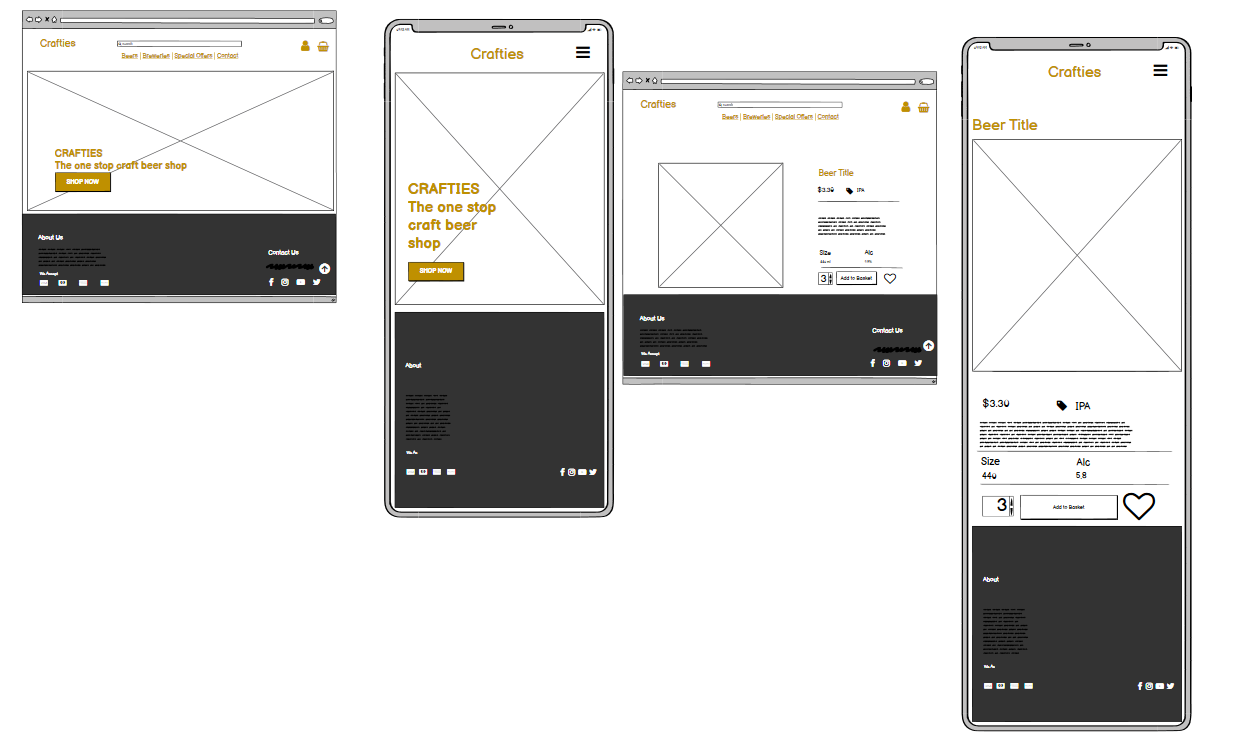 Crafties
search
Beers | Breweries | Special Offers | Contact
CRAFTIES
The one stop craft beer shop
SHOP NOW
About Us
We Accept
Contact Us
Crafties
CRAFTIES
The one stop
craft beer
shop
SHOP NOW
About
We Ac
Crafties
search
Beers | Breweries | Special Offers | Contact
Beer Title
$3.30
IPA
Size
Alc
440 ml
3
Add to Basket
About Us
We Accept
Contact Us
Crafties
Beer Title
$3.30
IPA
Size
Alc
440
5,8
3
Add to Basket
About
We Ac